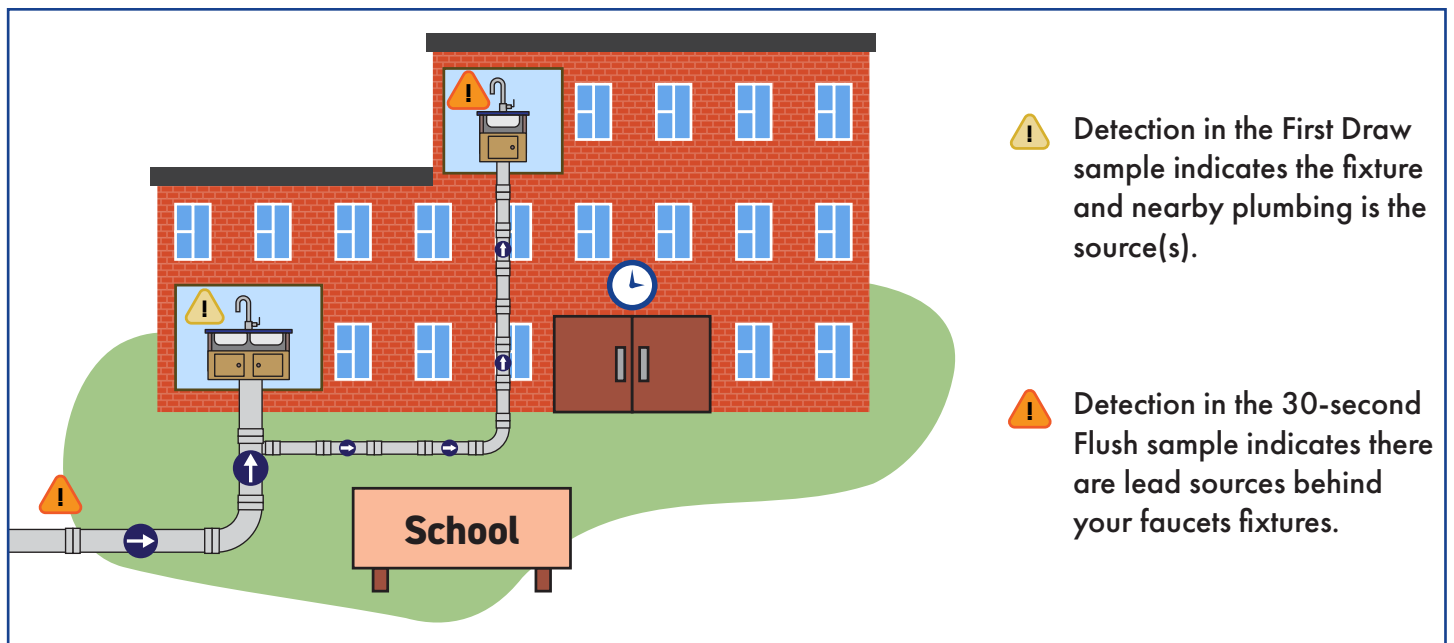 !
Detection in the First Draw
sample indicates the fixture
and nearby plumbing is the
source(s).
!
!
!
Detection in the 30-second
Flush sample indicates there
are lead sources behind
your faucets fixtures.
!
School